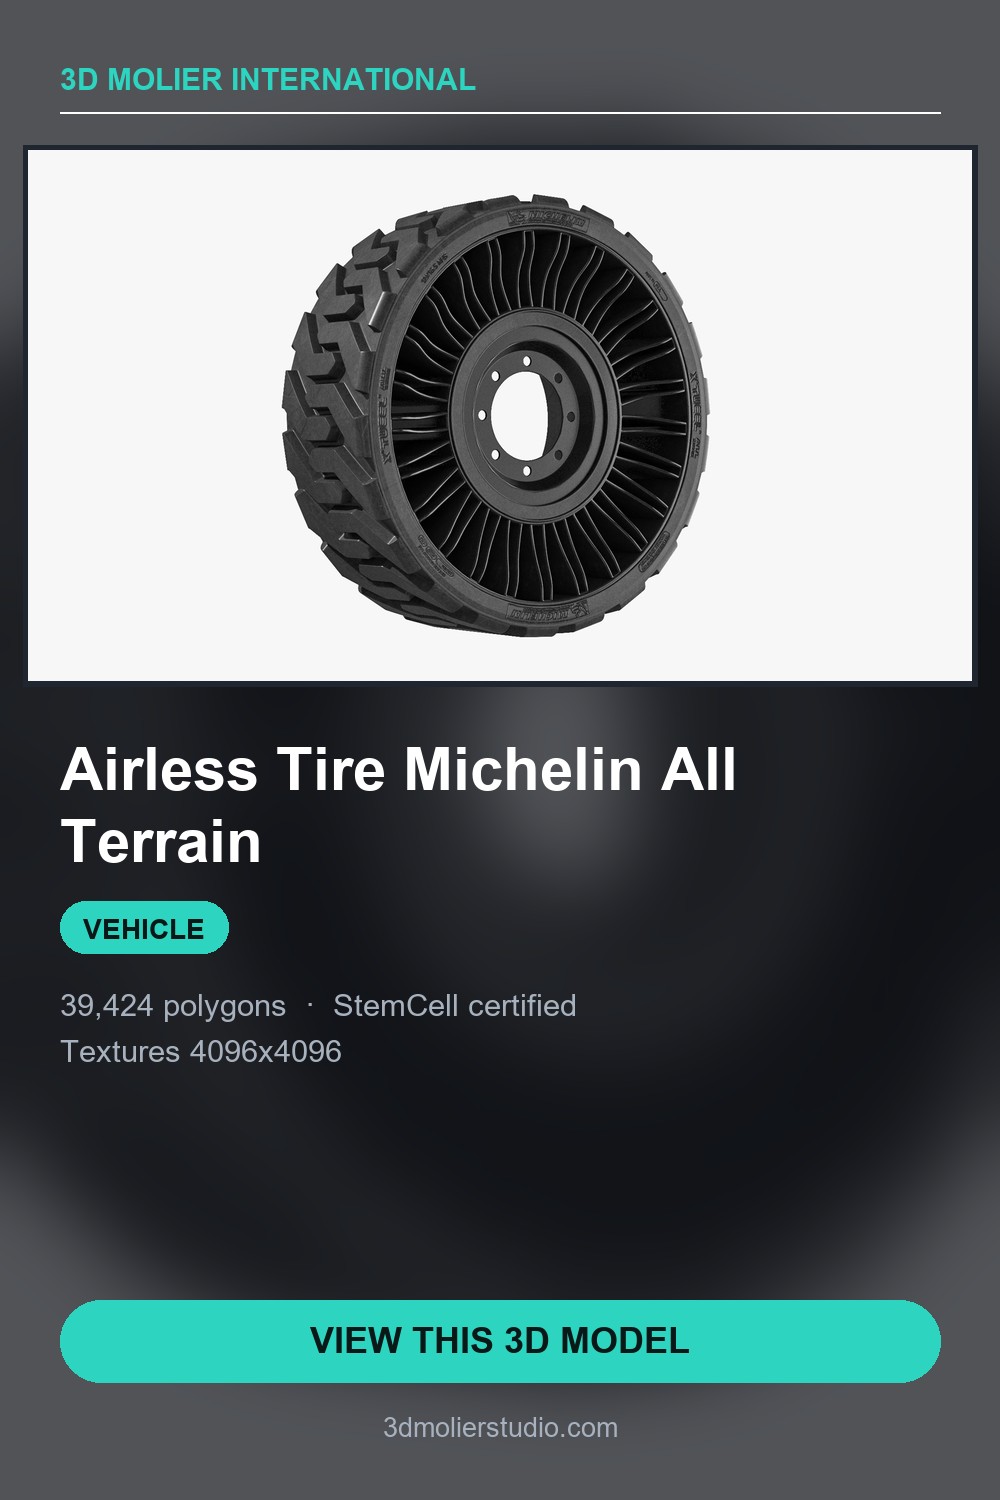 3D MOLIER INTERNATIONAL
Airless Tire Michelin All
Terrain
VEHICLE
39,424 polygons · StemCell certified
Textures 4096x4096
VIEW THIS 3D MODEL
3dmolierstudio.com